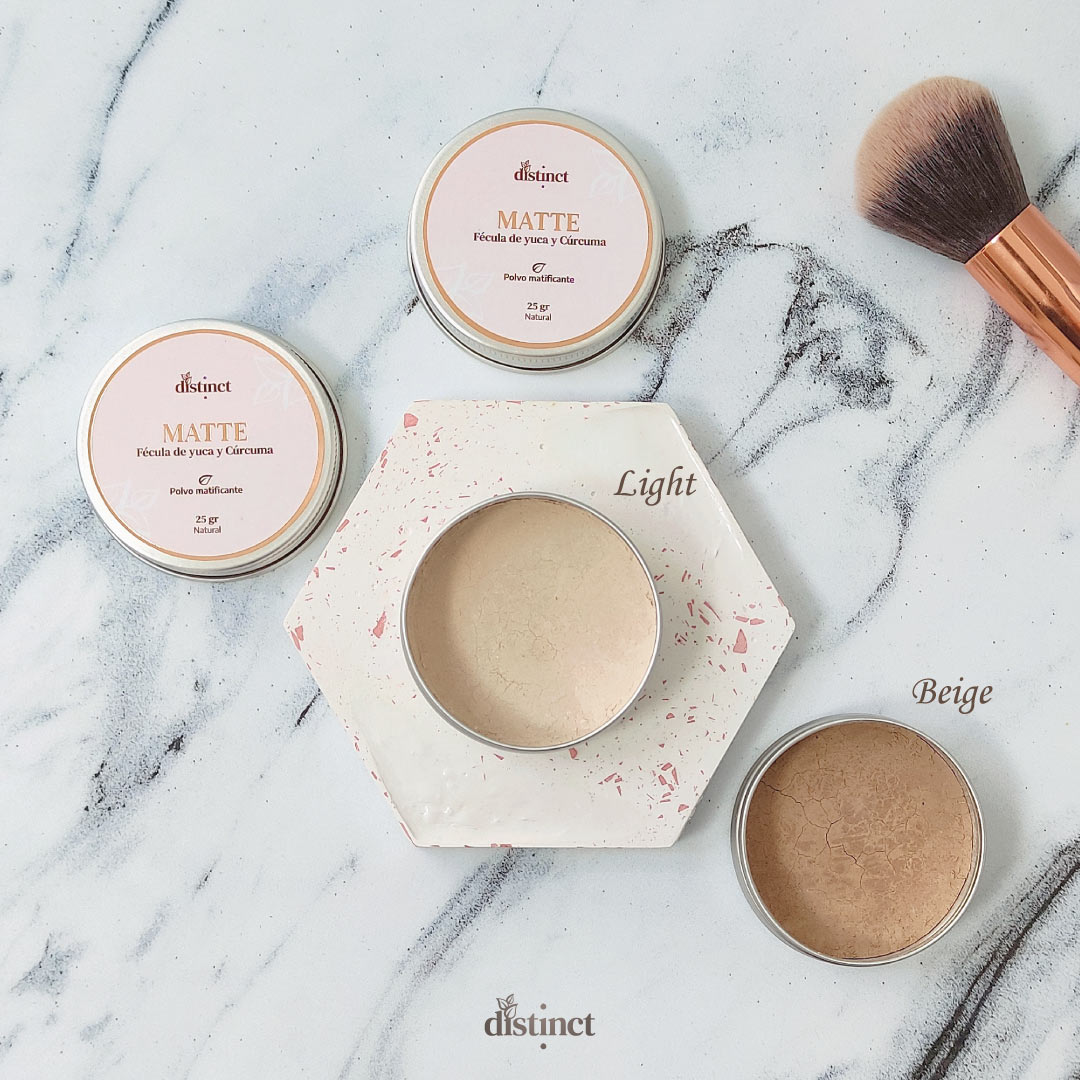 distinct
MATTE
Fécula de yuca y Cúrcuma
Polvo matificante
25 gr
Natural
distinct
MATTE
Fécula de yuca y Cúrcuma
Polvo matificante
25 gr
Natural
Light
Beige
distinct